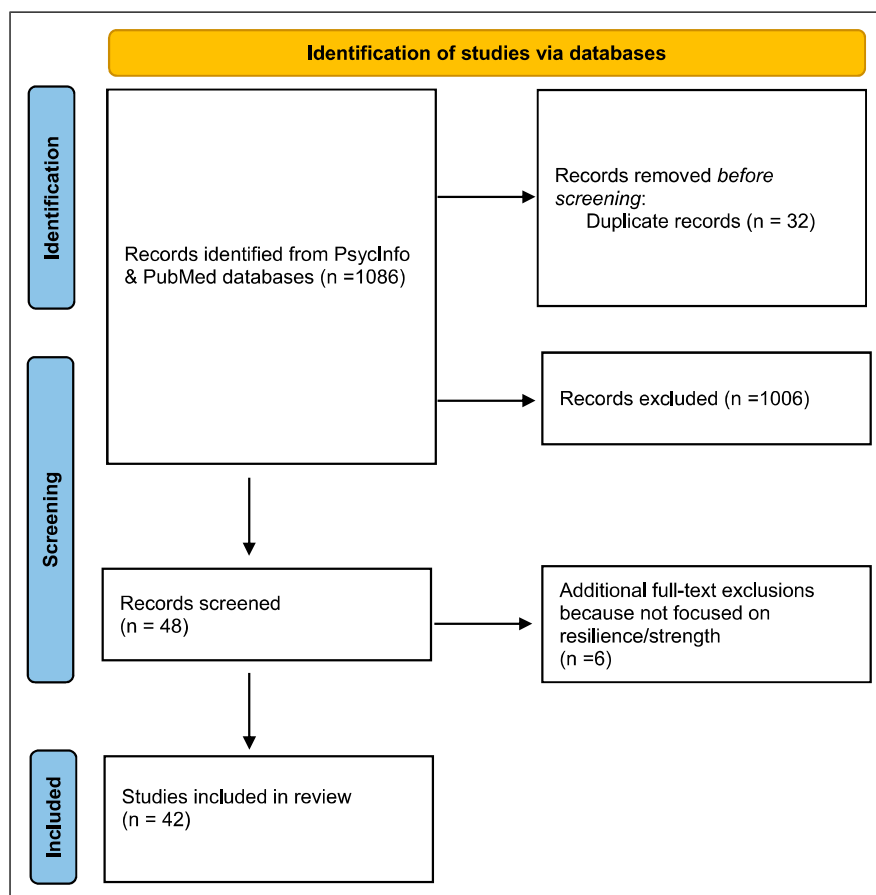 Identification of studies via databases
Identification
Records identified from PsycInfo
& PubMed databases (n =1086)
Records removed before
screening:
Duplicate records (n = 32)
Screening
Records excluded (n =1006)
Records screened
(n = 48)
Additional full-text exclusions
because not focused on
resilience/strength
(n =6)
Included
Studies included in review
(n = 42)